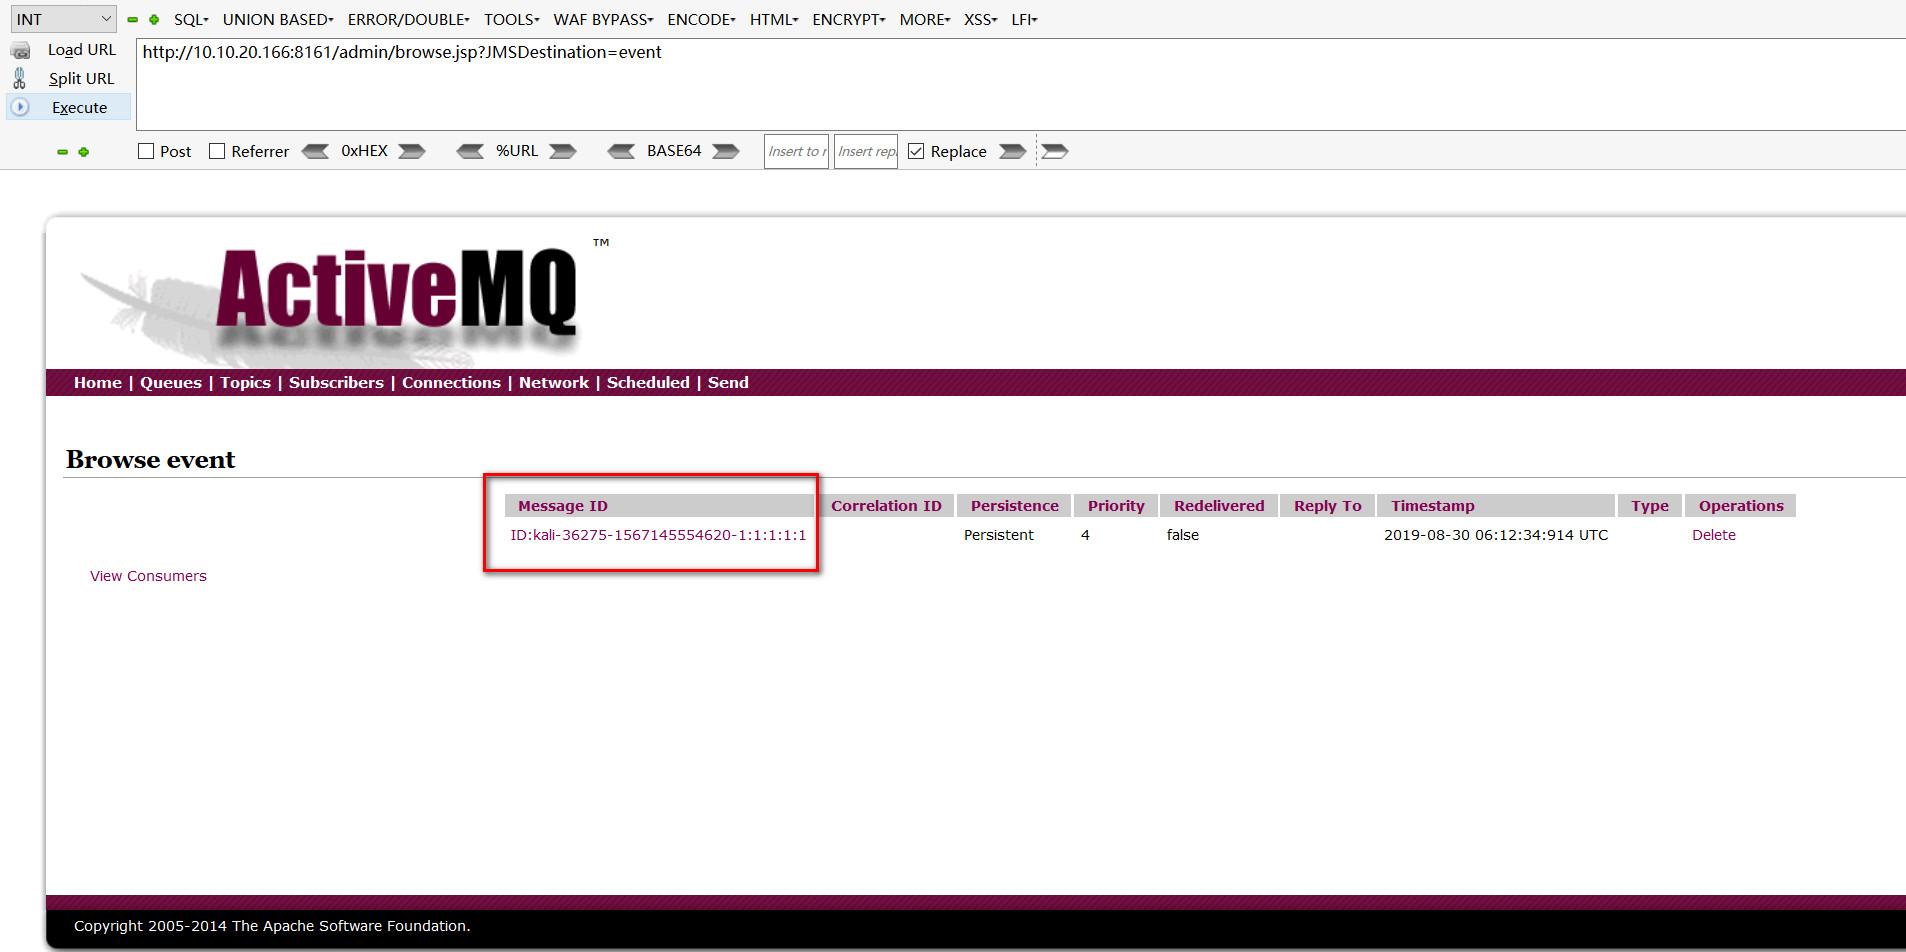 INT SQL UNION BASED ERROR/DOUBLE TOOLS WAF BYPASS ENCODE HTML ENCRYPT MORE XSS LFI
Load URL http://10.10.20.166:8161/admin/browse.jsp?JMSDestination=event
Split URL
Execute
Post Referrer 0xHEX %URL BASE64 Insert to Insert Replace
ActiveMQ ™
Home | Queues | Topics | Subscribers | Connections | Network | Scheduled | Send
Browse event
Message ID Correlation ID Persistence Priority Redelivered Reply To Timestamp Type Operations
ID:kali-36275-1567145554620-1:1:1:1:1 Persistent 4 false 2019-08-30 06:12:34:914 UTC Delete
View Consumers
Copyright 2005-2014 The Apache Software Foundation.